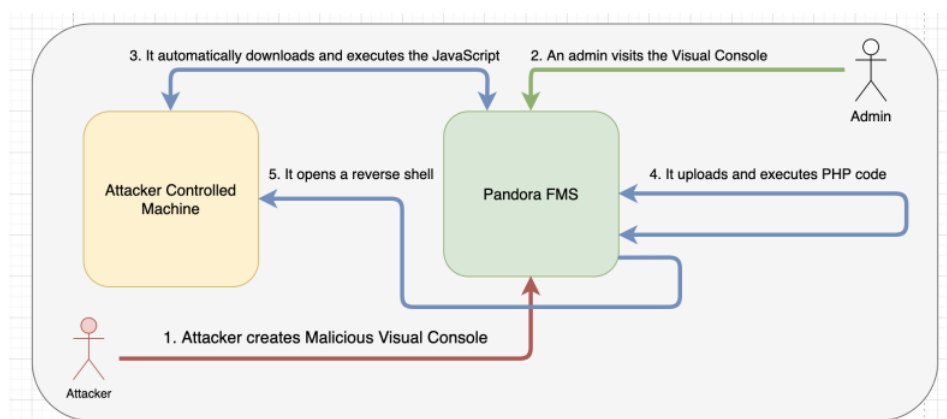 3. It automatically downloads and executes the JavaScript
2. An admin visits the Visual Console
Admin
Attacker Controlled
Machine
5. It opens a reverse shell
Pandora FMS
4. It uploads and executes PHP code
1. Attacker creates Malicious Visual Console
Attacker